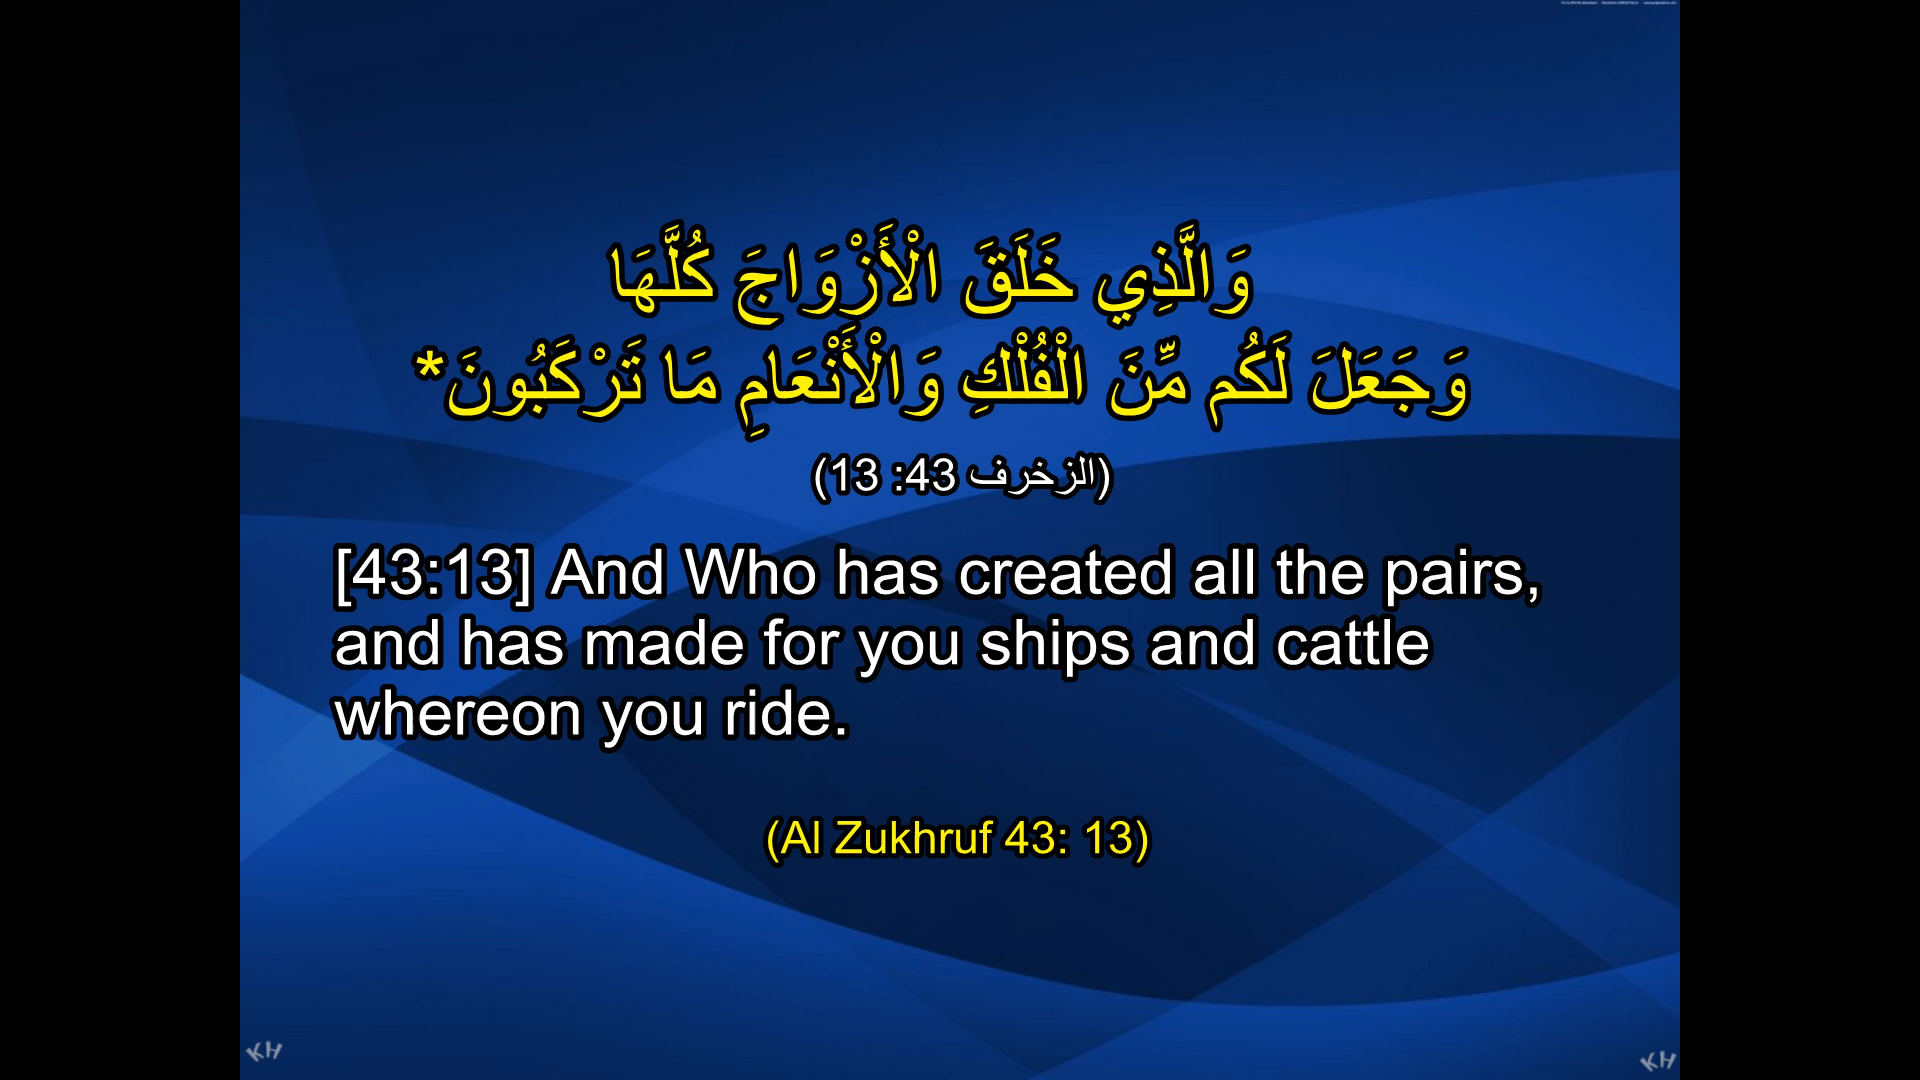 وَالَّذِي خَلَقَ الْأَزْوَاجَ كُلَّهَا
وَجَعَلَ لَكُم مِّنَ الْفُلْكِ وَالْأَنْعَامِ مَا تَرْكَبُونَ*
(الزخرف 43: 13)
[43:13] And Who has created all the pairs,
and has made for you ships and cattle
whereon you ride.
(Al Zukhruf 43: 13)
KH
KH